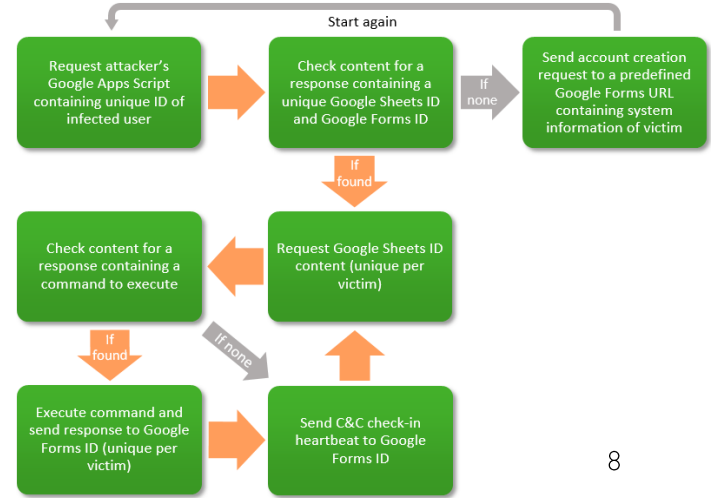 Start again
Request attacker's
Google Apps Script
containing unique ID of
infected user
Check content for a
response containing a
unique Google Sheets ID
and Google Forms ID
If
none
Send account creation
request to a predefined
Google Forms URL
containing system
information of victim
If
found
Check content for a
response containing a
command to execute
Request Google Sheets ID
content (unique per
victim)
If
found
If none
Execute command and
send response to Google
Forms ID (unique per
victim)
Send C&C check-in
heartbeat to Google
Forms ID
8